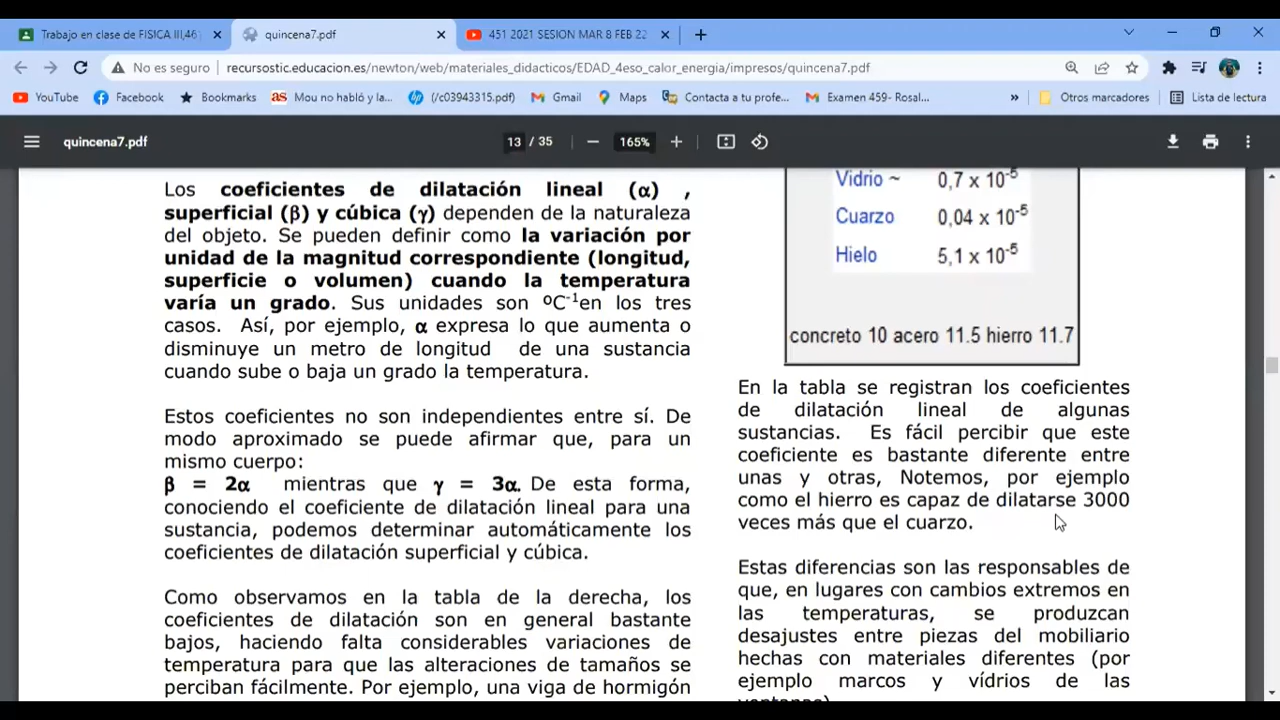 Trabajo en clase de FISICA III,46
quincena7.pdf
451 2021 SESION MAR 8 FEB 22
No es seguro
recursostic.educacion.es/newton/web/materiales_didacticos/EDAD_4eso_calor_energia/impresos/quincena7.pdf
YouTube
Facebook
Bookmarks
Mou no habló y la...
(/c03943315.pdf)
Gmail
Maps
Contacta a tu profe...
Examen 459- Rosal...
»
Otros marcadores
Lista de lectura
quincena7.pdf
13 / 35
165%
Los coeficientes de dilatación lineal (α) ,
superficial (β) y cúbica (γ) dependen de la naturaleza
del objeto. Se pueden definir como la variación por
unidad de la magnitud correspondiente (longitud,
superficie o volumen) cuando la temperatura
varía un grado. Sus unidades son ºC⁻¹en los tres
casos. Así, por ejemplo, α expresa lo que aumenta o
disminuye un metro de longitud de una sustancia
cuando sube o baja un grado la temperatura.
Estos coeficientes no son independientes entre sí. De
modo aproximado se puede afirmar que, para un
mismo cuerpo:
β = 2α mientras que γ = 3α. De esta forma,
conociendo el coeficiente de dilatación lineal para una
sustancia, podemos determinar automáticamente los
coeficientes de dilatación superficial y cúbica.
Como observamos en la tabla de la derecha, los
coeficientes de dilatación son en general bastante
bajos, haciendo falta considerables variaciones de
temperatura para que las alteraciones de tamaños se
perciban fácilmente. Por ejemplo, una viga de hormigón
Vidrio ~ 0,7 x 10⁻⁵
Cuarzo 0,04 x 10⁻⁵
Hielo 5,1 x 10⁻⁵
concreto 10 acero 11.5 hierro 11.7
En la tabla se registran los coeficientes
de dilatación lineal de algunas
sustancias. Es fácil percibir que este
coeficiente es bastante diferente entre
unas y otras, Notemos, por ejemplo
como el hierro es capaz de dilatarse 3000
veces más que el cuarzo.
Estas diferencias son las responsables de
que, en lugares con cambios extremos en
las temperaturas, se produzcan
desajustes entre piezas del mobiliario
hechas con materiales diferentes (por
ejemplo marcos y vídrios de las
ventanas)